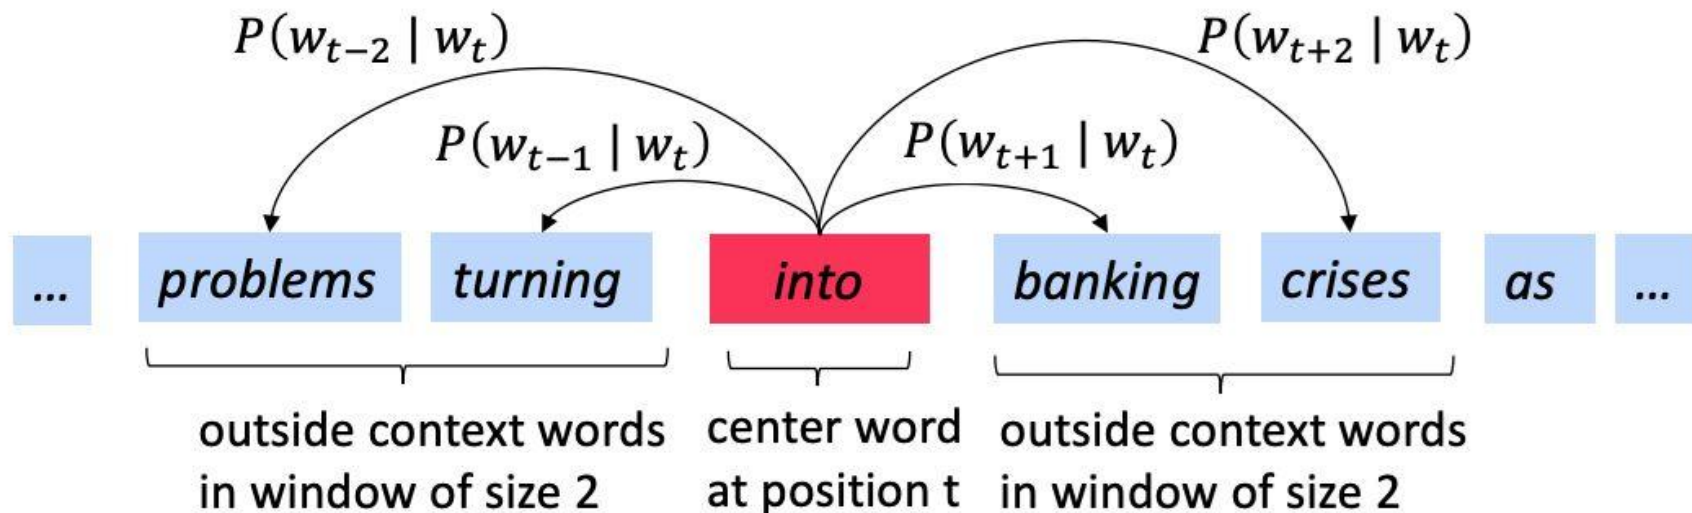 P(w_{t−2} | w_t) P(w_{t+2} | w_t)
P(w_{t−1} | w_t) P(w_{t+1} | w_t)
... problems turning into banking crises as ...
outside context words center word outside context words
in window of size 2 at position t in window of size 2